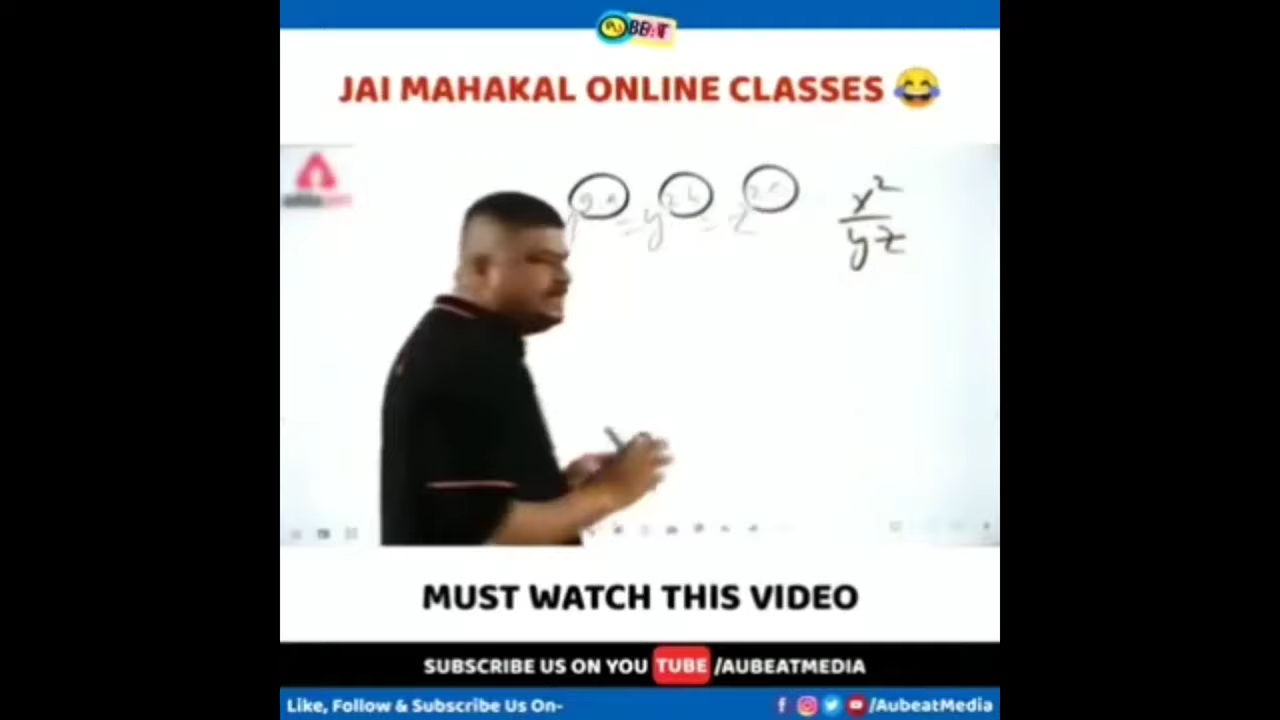 BEAT
JAI MAHAKAL ONLINE CLASSES 😂
= y = z
x²
yz
MUST WATCH THIS VIDEO
SUBSCRIBE US ON YOU TUBE /AUBEATMEDIA
Like, Follow & Subscribe Us On- /AubeatMedia